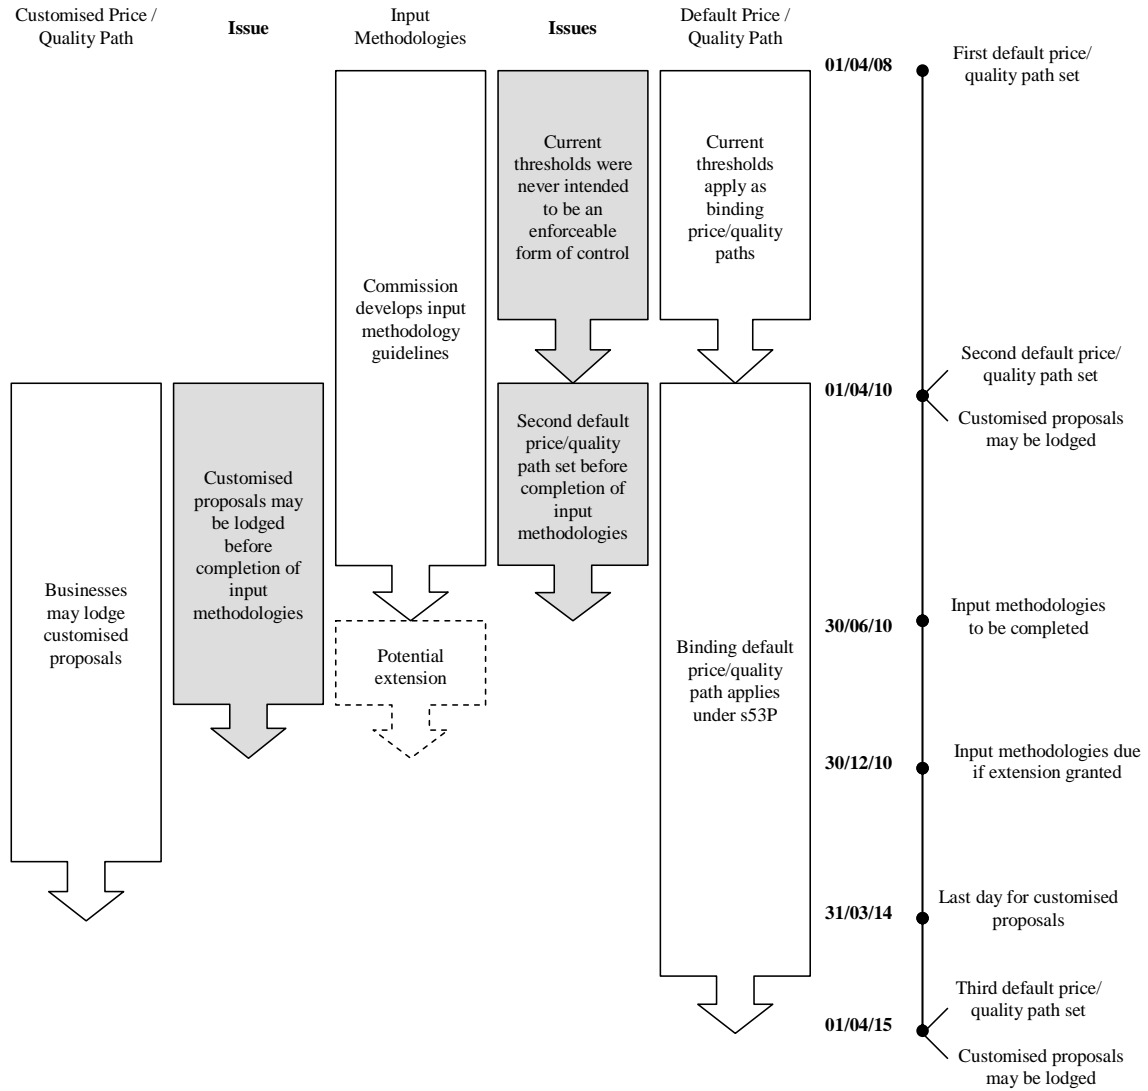 Customised Price /
Quality Path
Issue
Input
Methodologies
Issues
Default Price /
Quality Path
01/04/08
First default price/
quality path set
Current
thresholds were
never intended
to be an
enforceable
form of control
Current
thresholds
apply as
binding
price/quality
paths
Commission
develops input
methodology
guidelines
01/04/10
Second default price/
quality path set
Customised proposals
may be lodged
Second default
price/quality
path set before
completion of
input
methodologies
Customised
proposals may
be lodged
before
completion of
input
methodologies
Businesses
may lodge
customised
proposals
30/06/10
Input methodologies
to be completed
Potential
extension
Binding default
price/quality
path applies
under s53P
30/12/10
Input methodologies due
if extension granted
31/03/14
Last day for customised
proposals
01/04/15
Third default price/
quality path set
Customised proposals
may be lodged